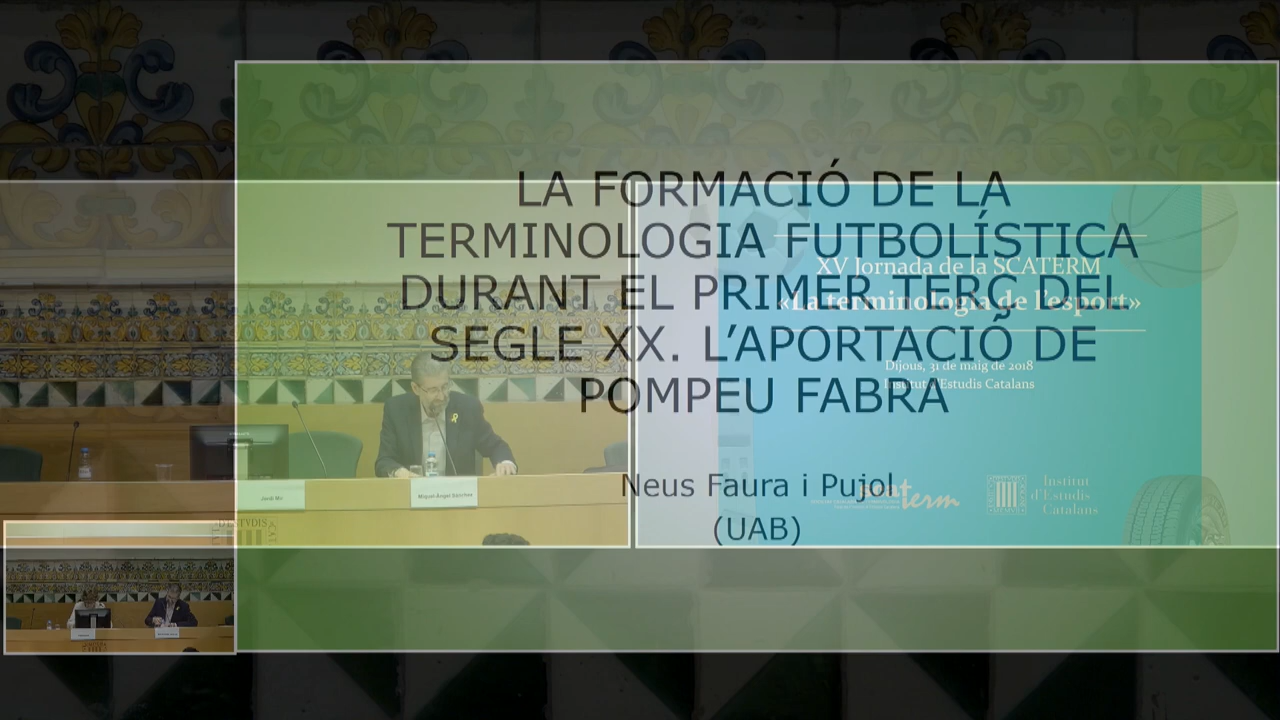 LA FORMACIÓ DE LA
TERMINOLOGIA FUTBOLÍSTICA
DURANT EL PRIMER TERÇ DEL
SEGLE XX. L’APORTACIÓ DE
POMPEU FABRA
Neus Faura i Pujol
(UAB)
XV Jornada de la SCATERM
«La terminologia de l’esport»
Dijous, 31 de maig de 2018
Institut d’Estudis Catalans
scaterm
Institut
d’Estudis
Catalans
Jordi Mir
Miquel-Àngel Sánchez
D'ESTVDIS